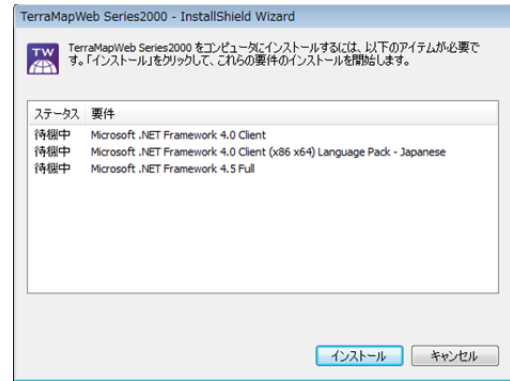 TerraMapWeb Series2000 - InstallShield Wizard
TW
TerraMapWeb Series2000 をコンピュータにインストールするには、以下のアイテムが必要で
す。「インストール」をクリックして、これらの要件のインストールを開始します。
ステータス 要件
待機中 Microsoft .NET Framework 4.0 Client
待機中 Microsoft .NET Framework 4.0 Client (x86 x64) Language Pack - Japanese
待機中 Microsoft .NET Framework 4.5 Full
インストール キャンセル